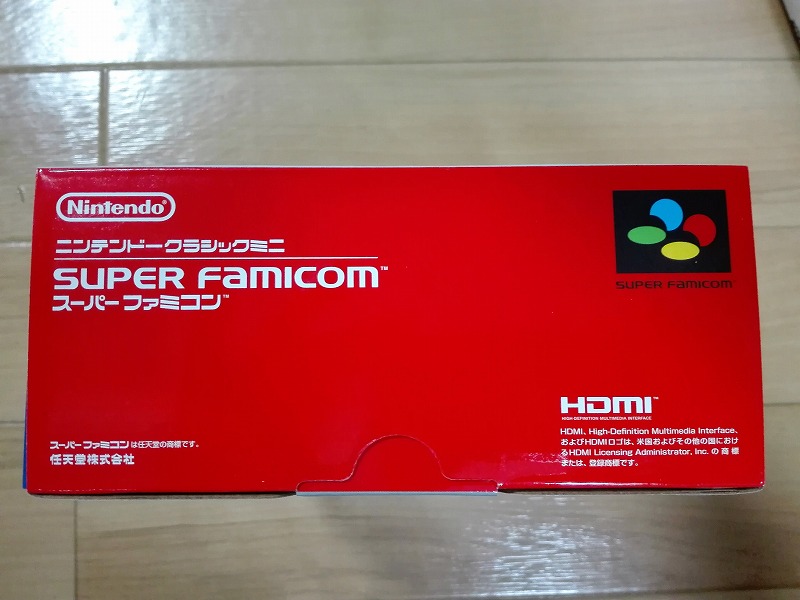 Nintendo
ニンテンドークラシックミニ
SUPER FAMICOM™
スーパーファミコン™
SUPER FAMICOM
HDMI™
HIGH-DEFINITION MULTIMEDIA INTERFACE
HDMI、High-Definition Multimedia Interface、
およびHDMIロゴは、米国およびその他の国におけ
るHDMI Licensing Administrator, Inc. の商標
または、登録商標です。
スーパーファミコンは任天堂の商標です。
任天堂株式会社